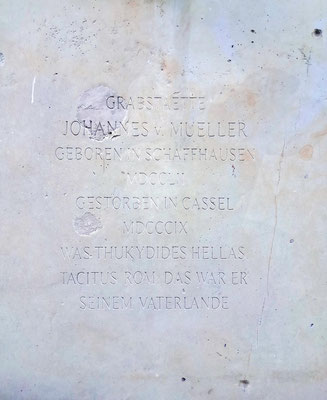 GRABSTAETTE
JOHANNES v. MUELLER
GEBOREN IN SCHAFFHAUSEN
MDCCLII
GESTORBEN IN CASSEL
MDCCCIX
WAS THUKYDIDES HELLAS
TACITUS ROM, DAS WAR ER
SEINEM VATERLANDE